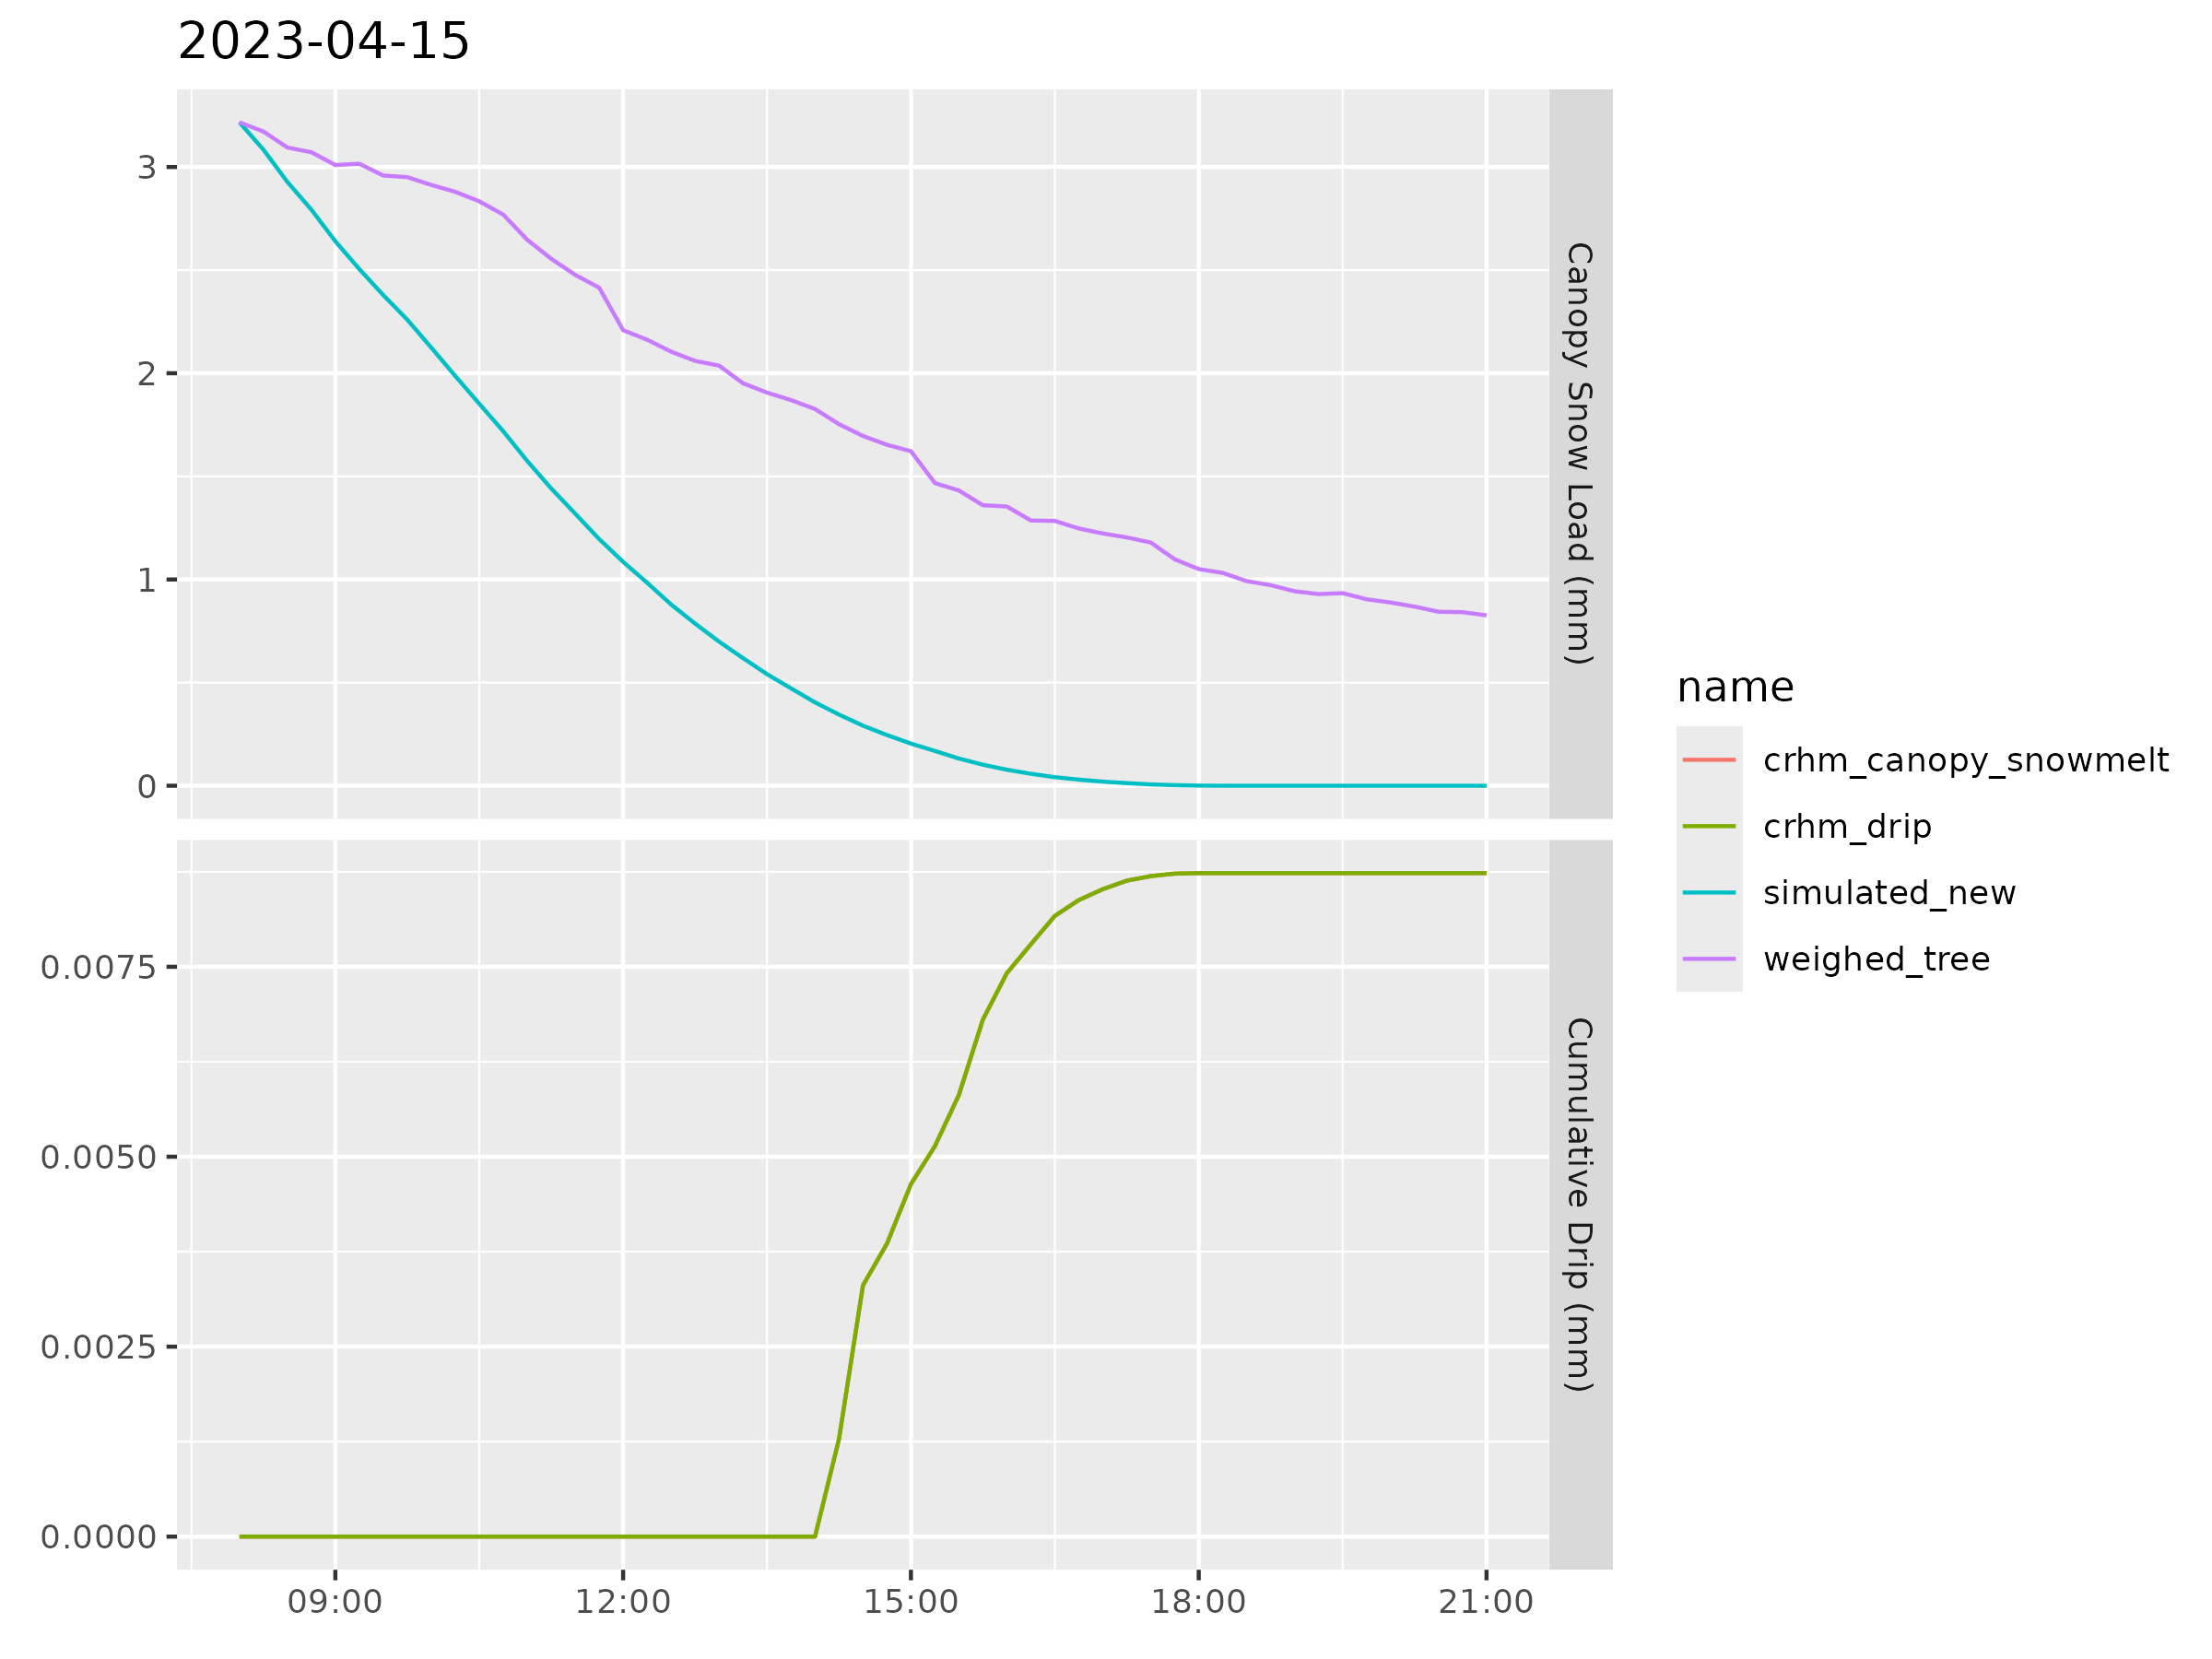 2023-04-15
3
2
1
0
Canopy Snow Load (mm)
0.0075
0.0050
0.0025
0.0000
Cumulative Drip (mm)
09:00 12:00 15:00 18:00 21:00
name
crhm_canopy_snowmelt
crhm_drip
simulated_new
weighed_tree